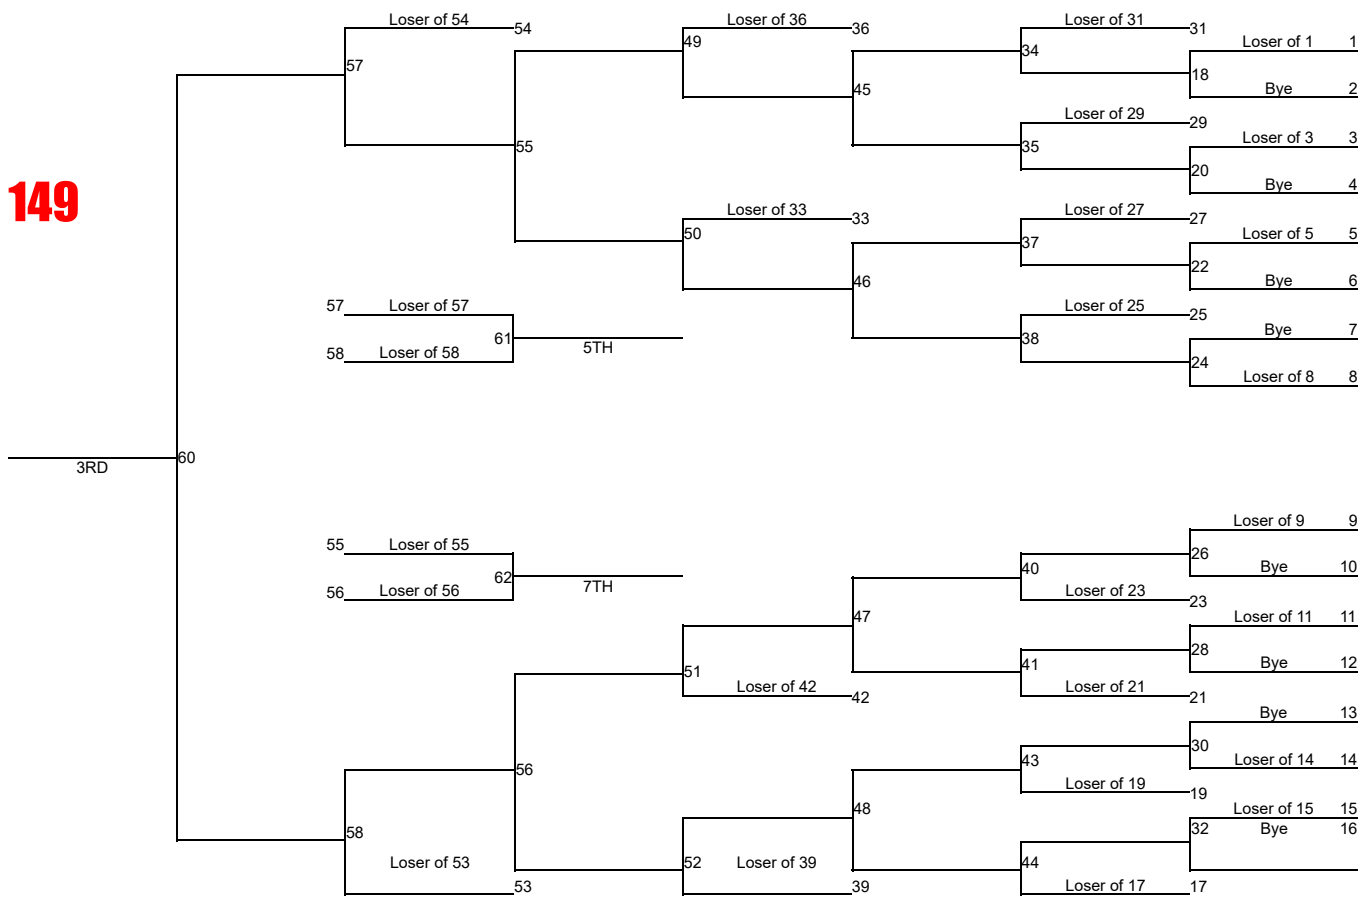 Loser of 54 54 Loser of 36 36 Loser of 31 31
49 34 Loser of 1 1
57 18
45 Bye 2
Loser of 29 29
55 35 Loser of 3 3
20
149 Bye 4
Loser of 33 33 Loser of 27 27
50 37 Loser of 5 5
22
46 Bye 6
57 Loser of 57 Loser of 25 25
61 5TH 38 Bye 7
58 Loser of 58 24
Loser of 8 8
3RD 60
Loser of 9 9
55 Loser of 55 26
62 7TH 40 Bye 10
56 Loser of 56 Loser of 23 23
47 Loser of 11 11
28
51 41 Bye 12
Loser of 42 42 Loser of 21 21
Bye 13
30
56 43 Loser of 14 14
Loser of 19 19
48 Loser of 15 15
58 32 Bye 16
Loser of 53 52 Loser of 39 44
53 39 Loser of 17 17